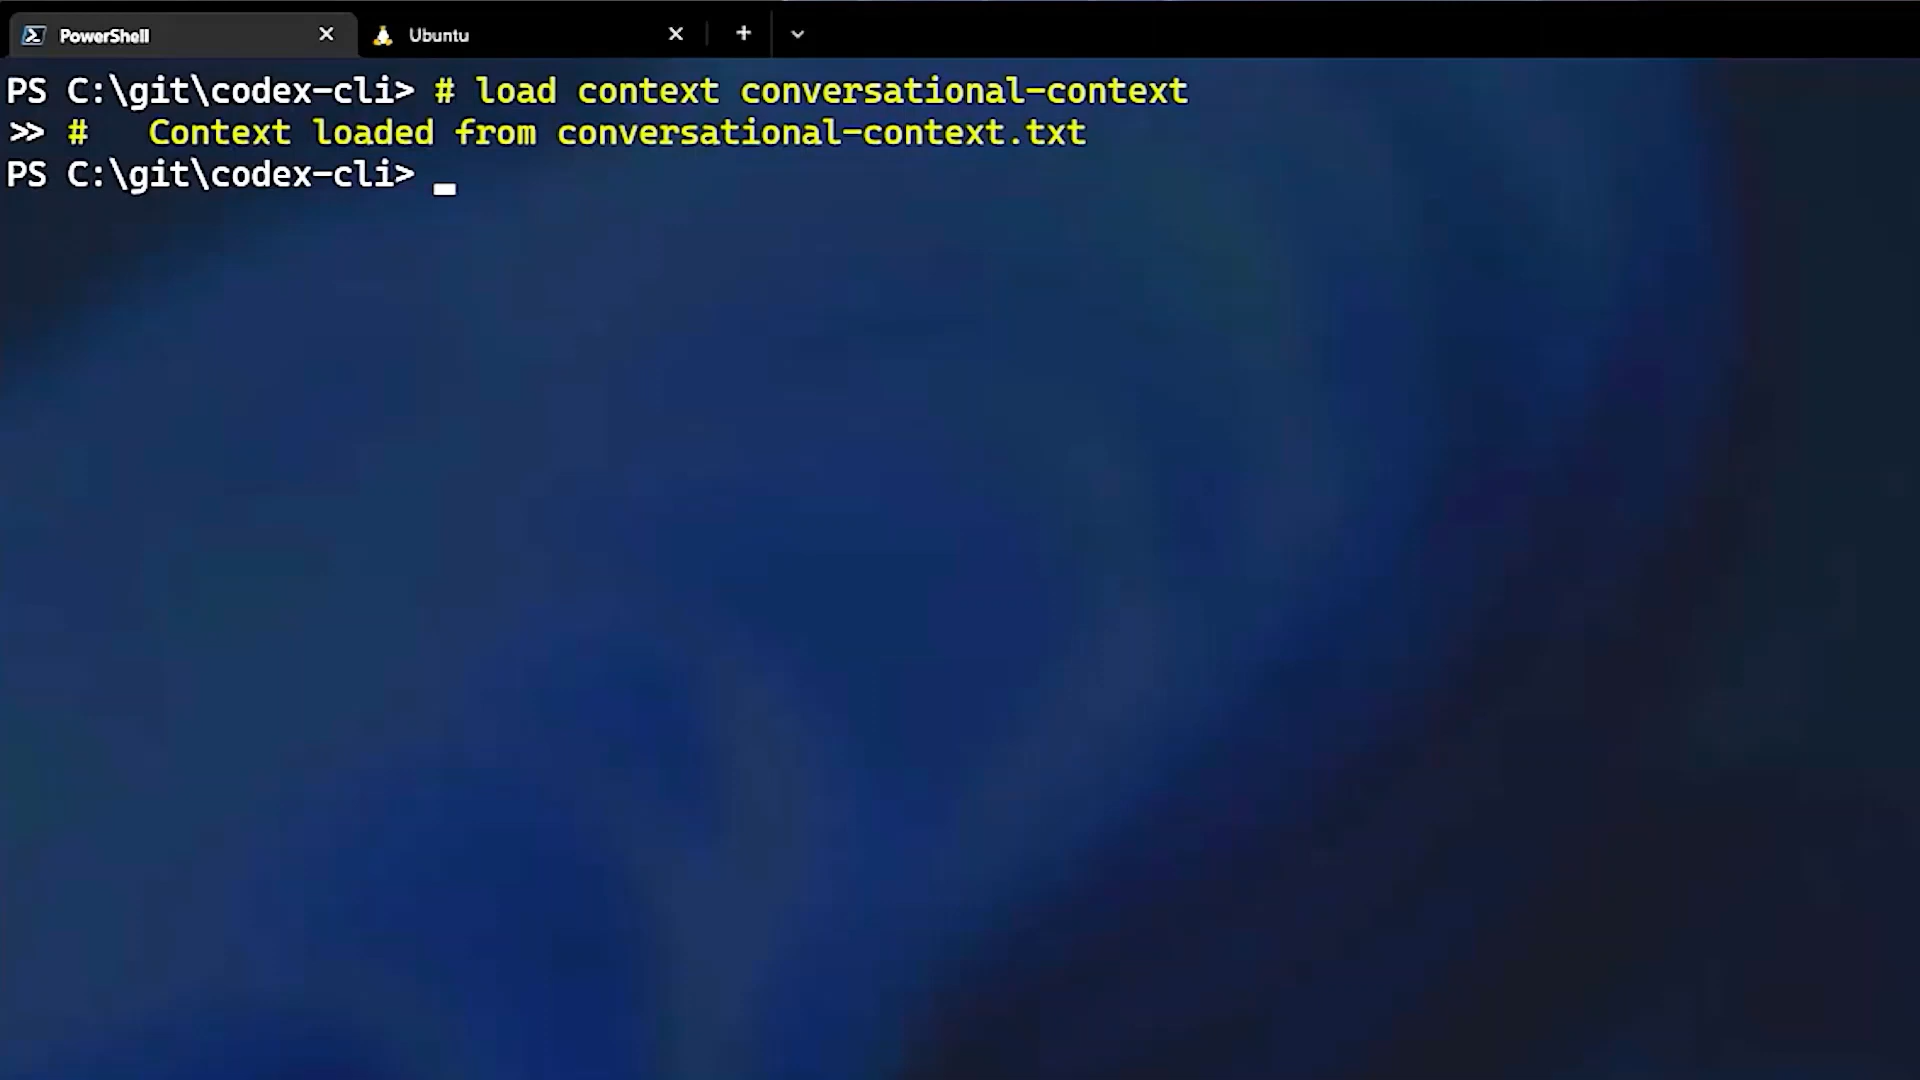 PowerShell
Ubuntu
PS C:\git\codex-cli> # load context conversational-context
>> #   Context loaded from conversational-context.txt
PS C:\git\codex-cli>